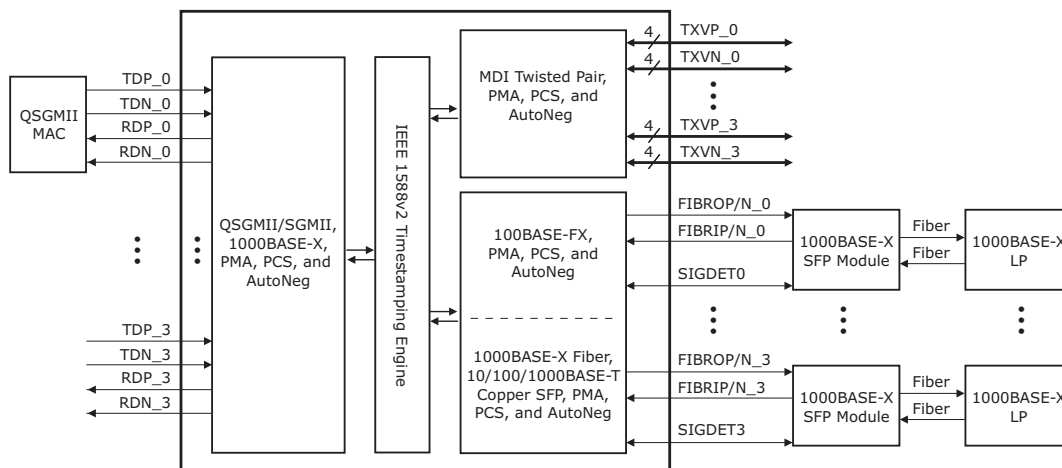 QSGMII
MAC
TDP_0
TDN_0
RDP_0
RDN_0
TDP_3
TDN_3
RDP_3
RDN_3
QSGMII/SGMII,
1000BASE-X,
PMA, PCS, and
AutoNeg
IEEE 1588v2 Timestamping Engine
MDI Twisted Pair,
PMA, PCS, and
AutoNeg
4
TXVP_0
4
TXVN_0
4
TXVP_3
4
TXVN_3
100BASE-FX,
PMA, PCS, and
AutoNeg
1000BASE-X Fiber,
10/100/1000BASE-T
Copper SFP, PMA,
PCS, and AutoNeg
FIBROP/N_0
FIBRIP/N_0
SIGDET0
FIBROP/N_3
FIBRIP/N_3
SIGDET3
1000BASE-X
SFP Module
Fiber
Fiber
1000BASE-X
LP
1000BASE-X
SFP Module
Fiber
Fiber
1000BASE-X
LP